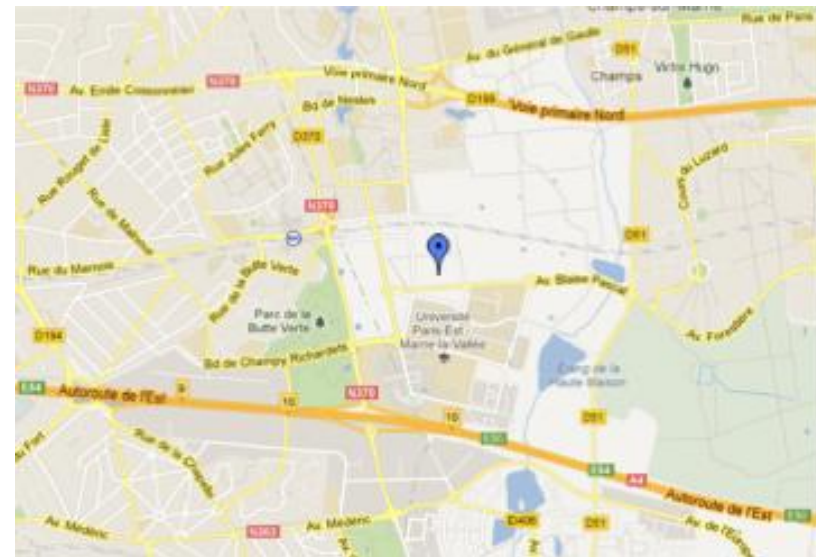 Champs-sur-Marne
Rue de Paris
Av. du Général de Gaulle
D51
N370
Voie primaire Nord
Champs
Victor Hugo
N370
Av. Emile Cossonneau
D199
Voie primaire Nord
Bd de Nesles
Rue Jules Ferry
D370
Rue Rouget de Lisle
Cours du Luzard
Rue de Malnoue
N370
D51
Rue du Marnois
Rue de la Butte Verte
Av. Blaise Pascal
Parc de la
Butte Verte
Université
Paris-Est
Marne-la-Vallée
Av. Forestière
D194
Bd de Champy Richardets
Etang de la
Haute Maison
E54
Autoroute de l'Est
9
10
N370
10
D51
E50
Rue de la Chapelle
E54
A4
Autoroute de l'Est
E50
Av. Médéric
N303
Av. Médéric
D406
D51